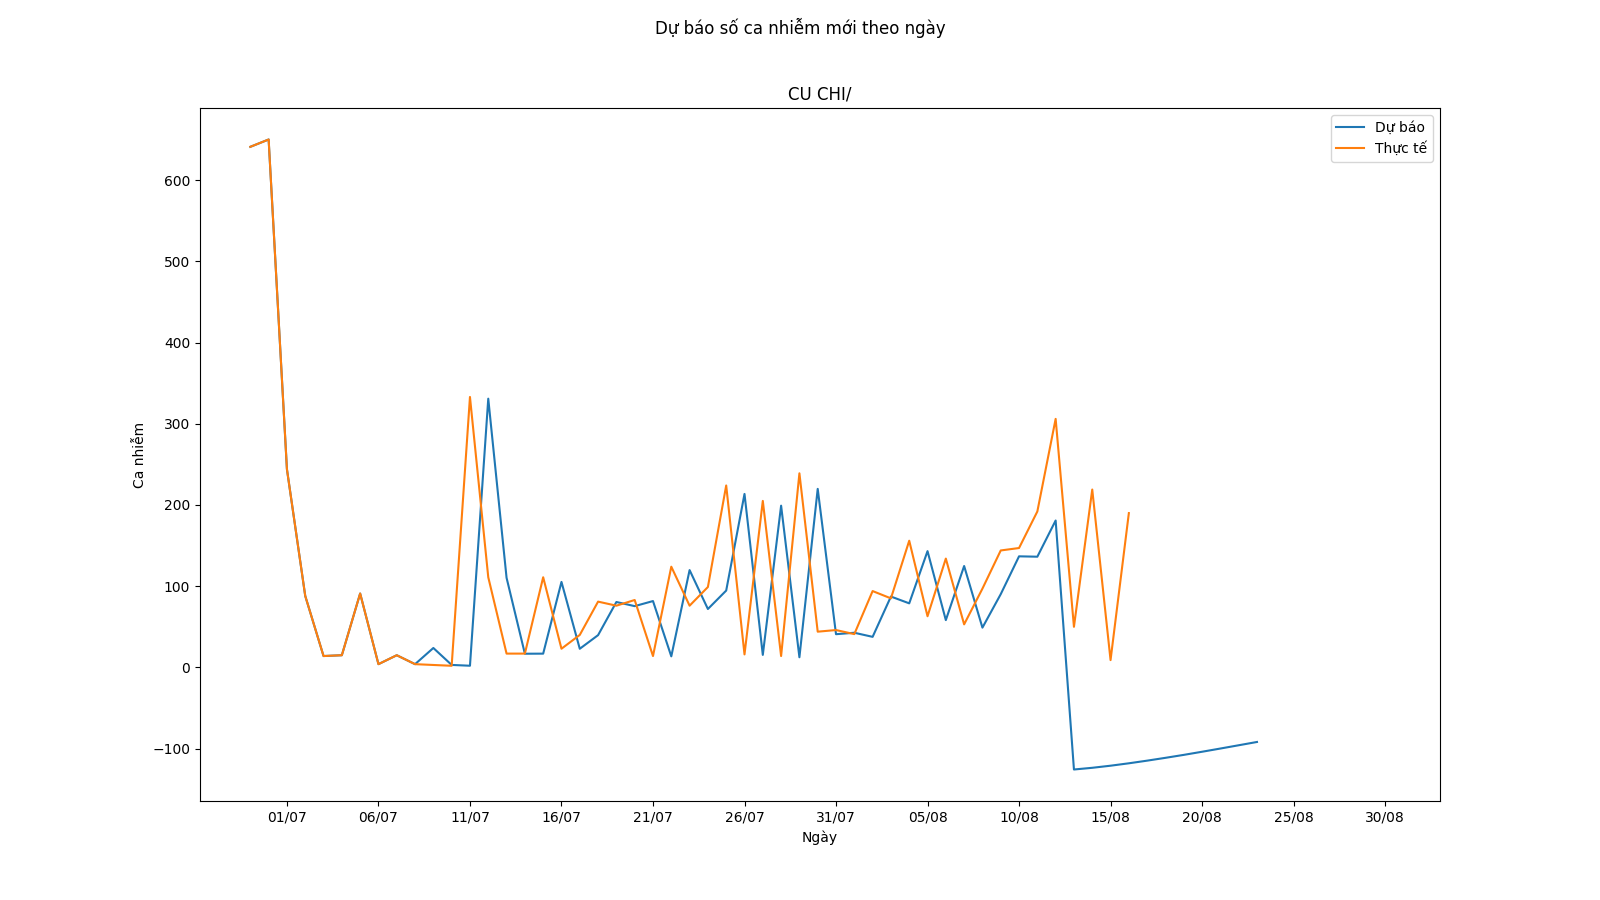 Dự báo số ca nhiễm mới theo ngày
CU CHI/
Dự báo
Thực tế
600
500
400
300
200
100
0
−100
Ca nhiễm
01/07 06/07 11/07 16/07 21/07 26/07 31/07 05/08 10/08 15/08 20/08 25/08 30/08
Ngày